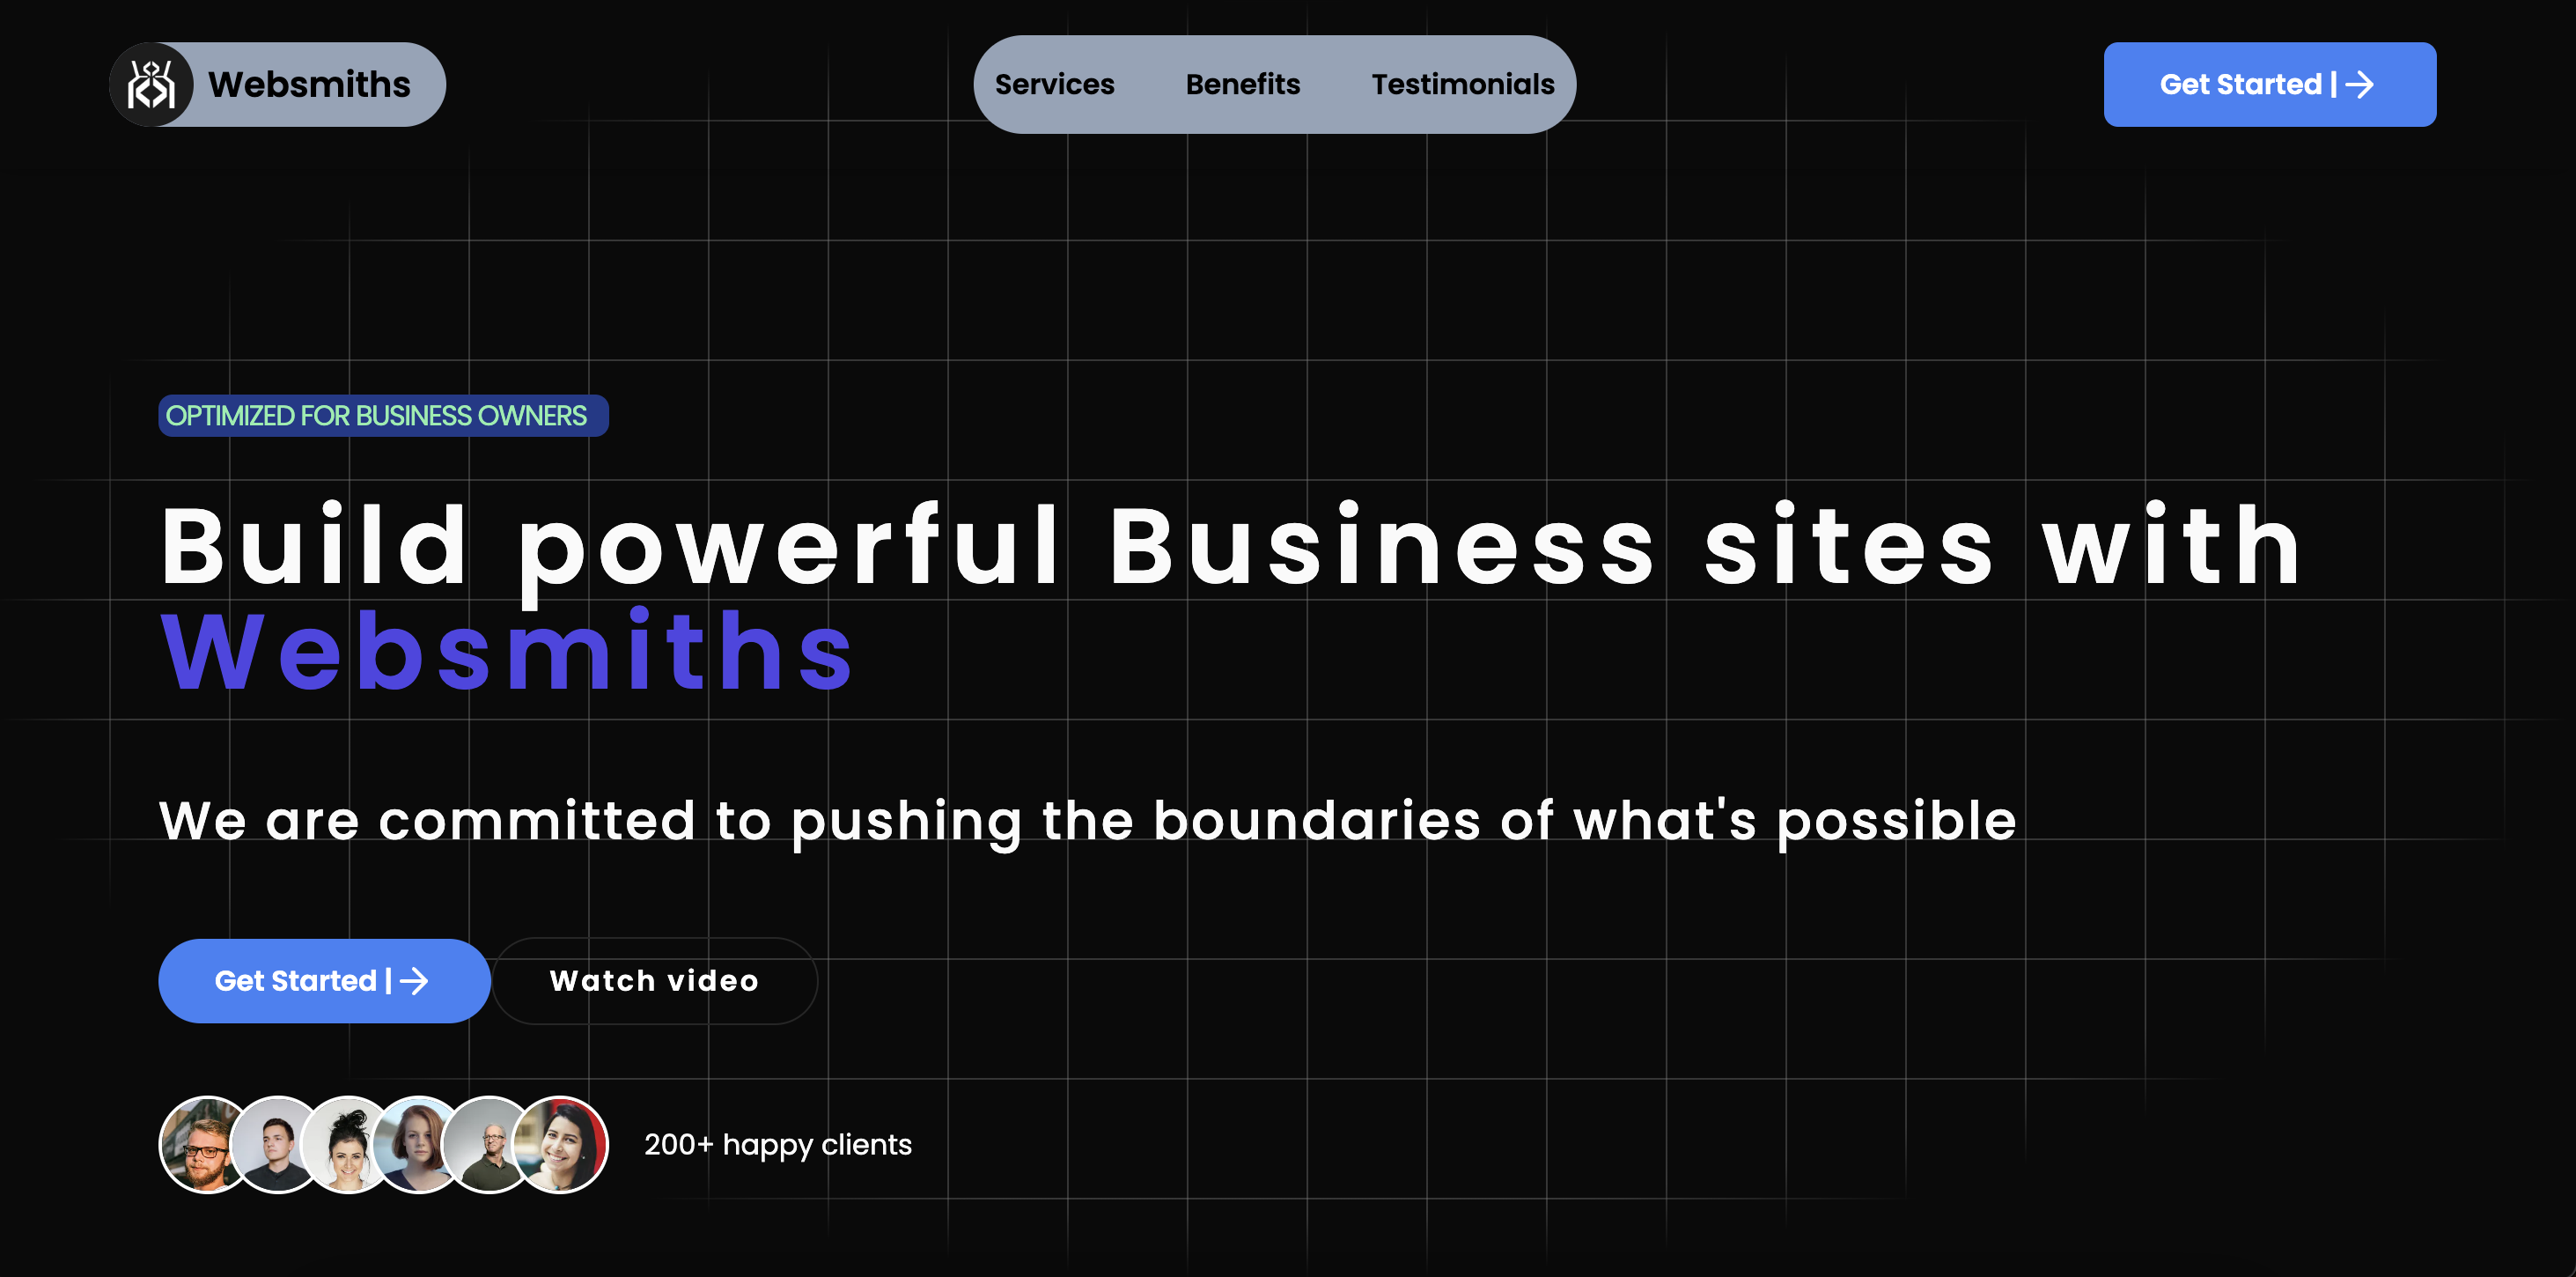 Websmiths
Services Benefits Testimonials
Get Started | →
OPTIMIZED FOR BUSINESS OWNERS
Build powerful Business sites with
Websmiths
We are committed to pushing the boundaries of what's possible
Get Started | →
Watch video
200+ happy clients